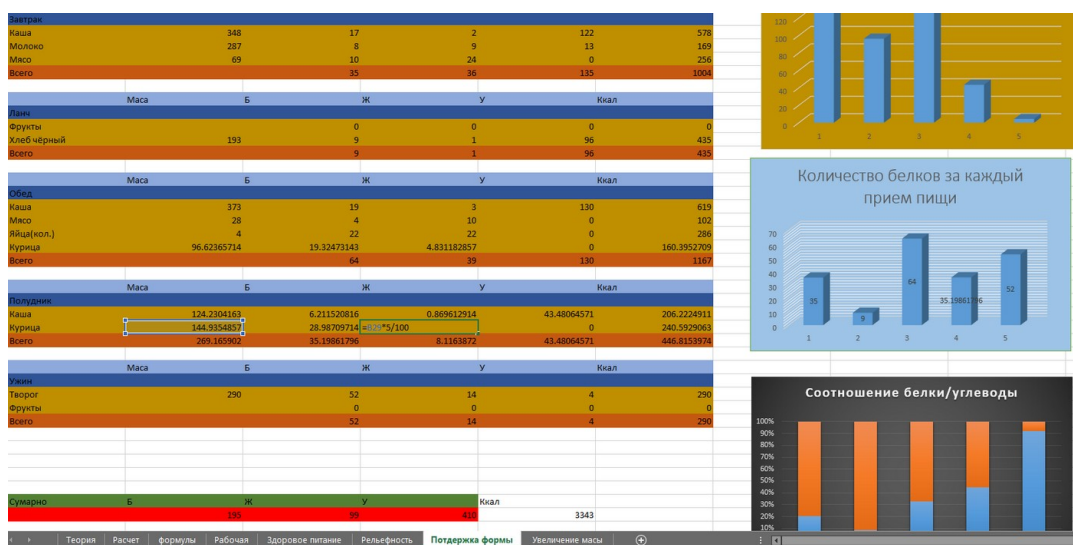 Завтрак
Каша 348 17 2 122 578
Молоко 287 8 9 13 169
Мясо 69 10 24 0 256
Всего 35 36 135 1004
Маса Б Ж У Ккал
Ланч
Фрукты 0 0 0 0
Хлеб чёрный 193 9 1 96 435
Всего 9 1 96 435
Маса Б Ж У Ккал
Обед
Каша 373 19 3 130 619
Мясо 28 4 10 0 102
Яйца(кол.) 4 22 22 0 286
Курица 96.62365714 19.32473143 4.831182857 0 160.3952709
Всего 64 39 130 1167
Маса Б Ж У Ккал
Полудник
Каша 124.2304163 6.211520816 0.869612914 43.48064571 206.2224911
Курица 144.9354857 28.98709714 =B29*5/100 0 240.5929063
Всего 269.165902 35.19861796 8.1163872 43.48064571 446.8153974
Маса Б Ж У Ккал
Ужин
Творог 290 52 14 4 290
Фрукты 0 0 0 0
Всего 52 14 4 290
Сумарно Б Ж У Ккал
195 99 410 3343
120
100
80
60
40
20
0
1 2 3 4 5
Количество белков за каждый
прием пищи
70
60
50
40
30
20
10
0
35 9 64 35.19861796 52
1 2 3 4 5
Соотношение белки/углеводы
100%
90%
80%
70%
60%
50%
40%
30%
20%
10%
Теория Расчет формулы Рабочая Здоровое питание Рельефность Потдержка формы Увеличение масы